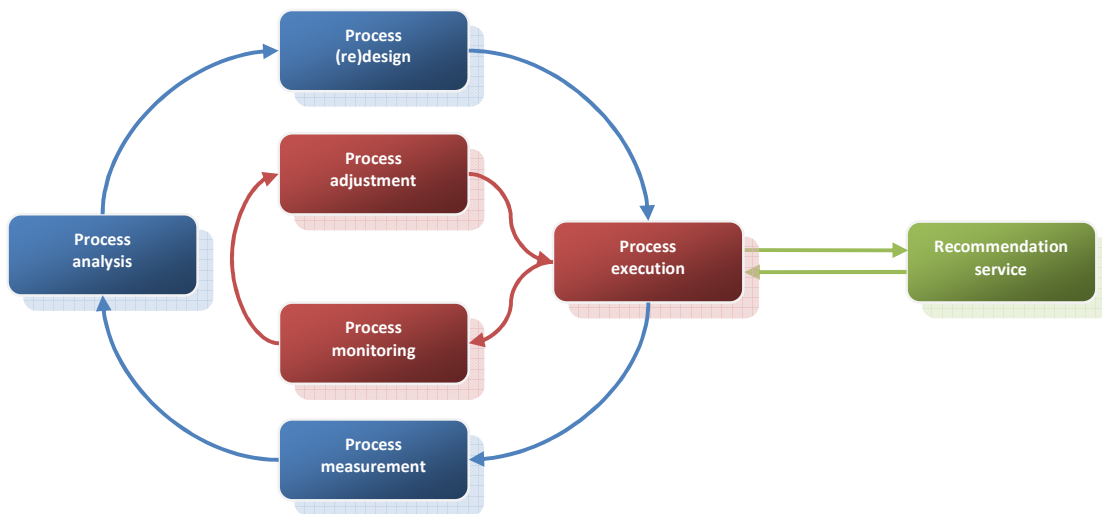 Process
(re)design
Process
adjustment
Process
analysis
Process
execution
Recommendation
service
Process
monitoring
Process
measurement